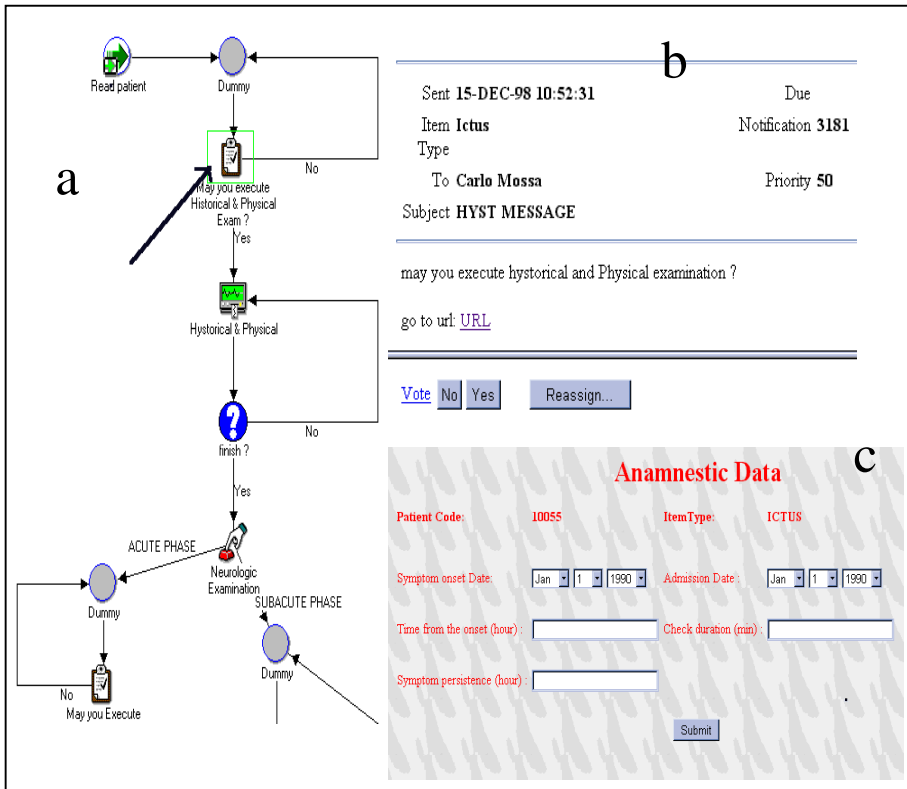 a
Read patient
Dummy
No
May you execute
Historical & Physical
Exam ?
Yes
Hystorical & Physical
No
finish ?
Yes
Neurologic
Examination
ACUTE PHASE
SUBACUTE PHASE
Dummy
Dummy
No
May you Execute
b
Sent 15-DEC-98 10:52:31 Due
Item Ictus Notification 3181
Type
To Carlo Mossa Priority 50
Subject HYST MESSAGE
may you execute hystorical and Physical examination ?
go to url: URL
Vote No Yes Reassign...
c
Anamnestic Data
Patient Code: 10055 ItemType: ICTUS
Symptom onset Date: Jan 1 1990 Admission Date : Jan 1 1990
Time from the onset (hour) : Check duration (min) :
Symptom persistence (hour) :
Submit